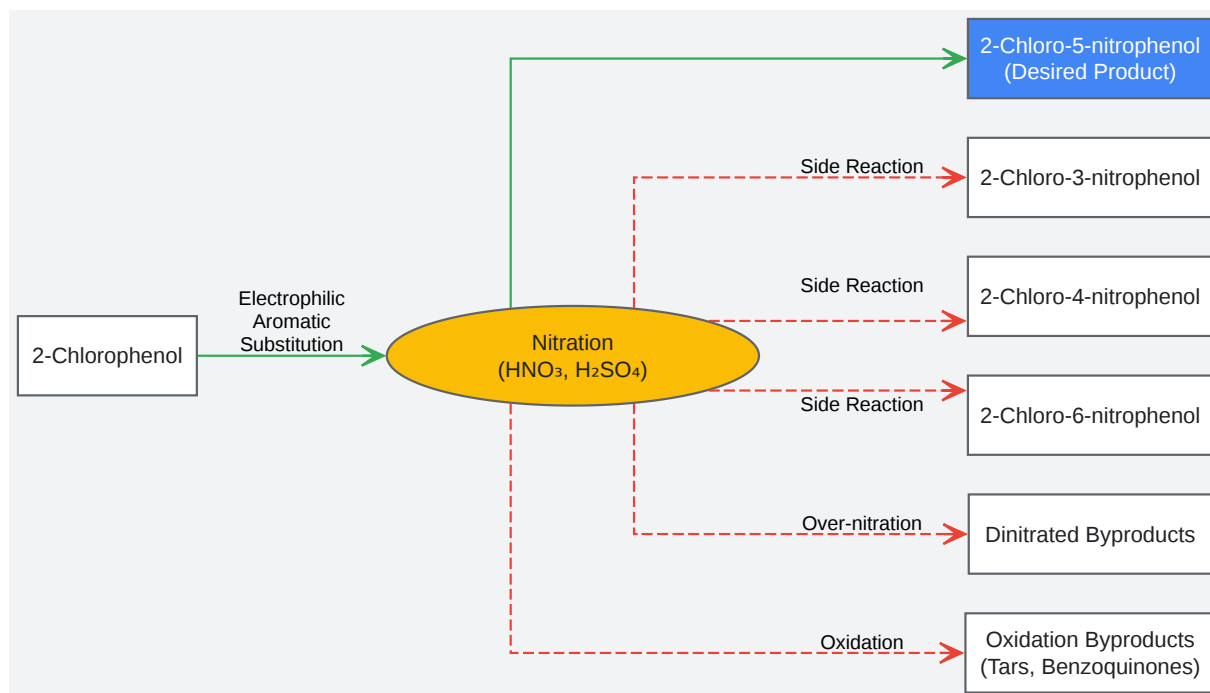 2-Chloro-5-nitrophenol
(Desired Product)
Side Reaction
2-Chloro-3-nitrophenol
Side Reaction
2-Chloro-4-nitrophenol
Electrophilic
Aromatic
Substitution
2-Chlorophenol
Nitration
(HNO₃, H₂SO₄)
Side Reaction
2-Chloro-6-nitrophenol
Over-nitration
Dinitrated Byproducts
Oxidation
Oxidation Byproducts
(Tars, Benzoquinones)